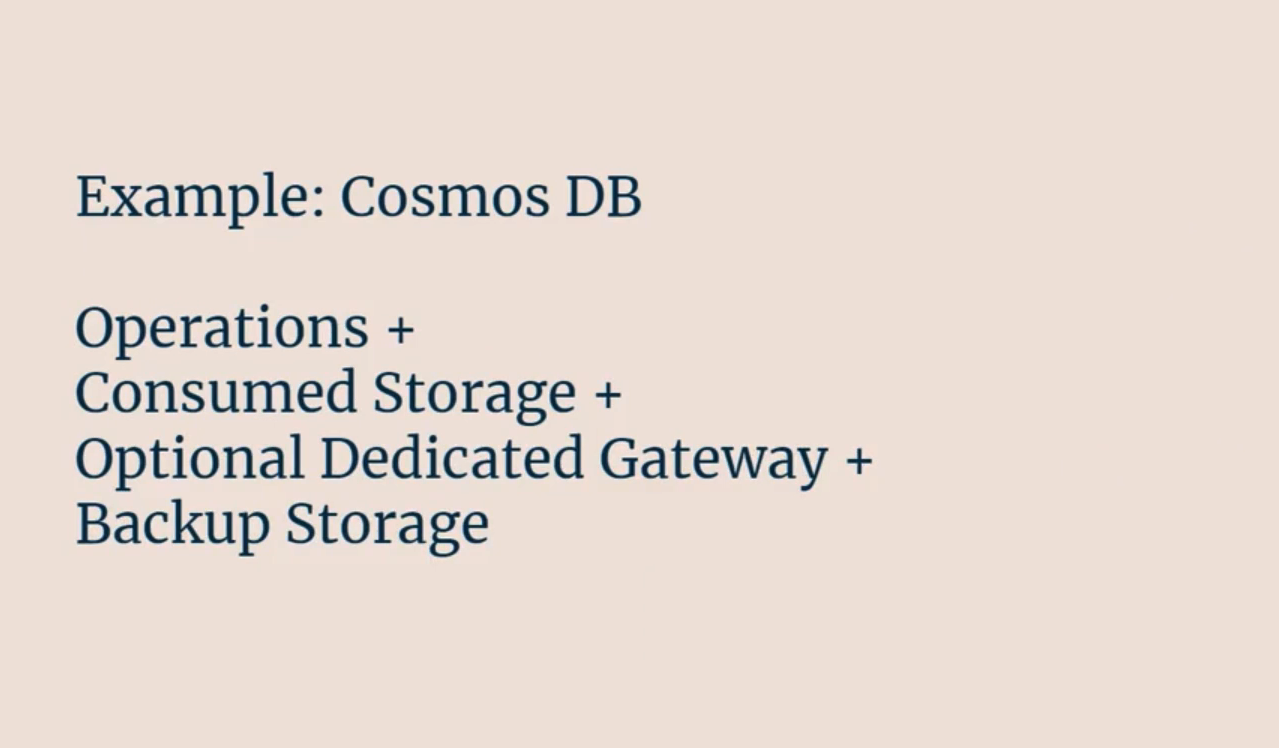 Example: Cosmos DB
Operations +
Consumed Storage +
Optional Dedicated Gateway +
Backup Storage